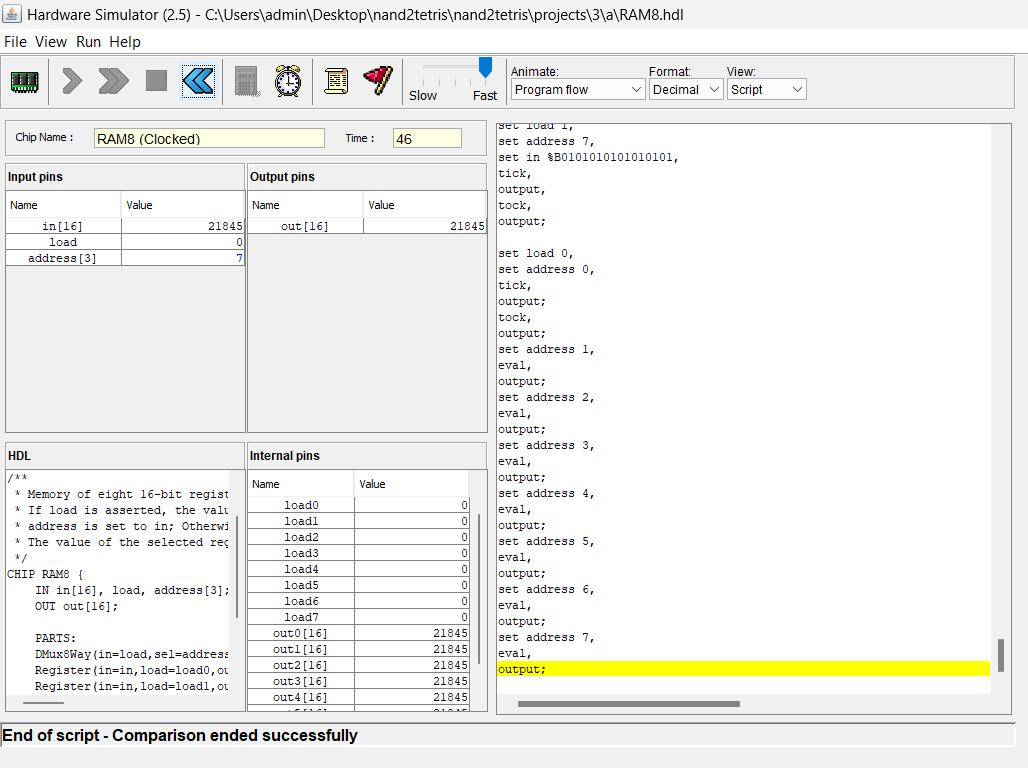 Hardware Simulator (2.5) - C:\Users\admin\Desktop\nand2tetris\nand2tetris\projects\3\a\RAM8.hdl
File View Run Help
Slow Fast
Animate: Format: View:
Program flow Decimal Script
Chip Name : RAM8 (Clocked) Time : 46
Input pins
Name Value
in[16] 21845
load 0
address[3] 7
Output pins
Name Value
out[16] 21845
HDL
/**
* Memory of eight 16-bit regist
* If load is asserted, the valu
* address is set to in; Otherwi
* The value of the selected reg
*/
CHIP RAM8 {
IN in[16], load, address[3];
OUT out[16];
PARTS:
DMux8Way(in=load,sel=address
Register(in=in,load=load0,ou
Register(in=in,load=load1,ou
Internal pins
Name Value
load0 0
load1 0
load2 0
load3 0
load4 0
load5 0
load6 0
load7 0
out0[16] 21845
out1[16] 21845
out2[16] 21845
out3[16] 21845
out4[16] 21845
set load 1,
set address 7,
set in %B0101010101010101,
tick,
output,
tock,
output;
set load 0,
set address 0,
tick,
output;
tock,
output;
set address 1,
eval,
output;
set address 2,
eval,
output;
set address 3,
eval,
output;
set address 4,
eval,
output;
set address 5,
eval,
output;
set address 6,
eval,
output;
set address 7,
eval,
output;
End of script - Comparison ended successfully